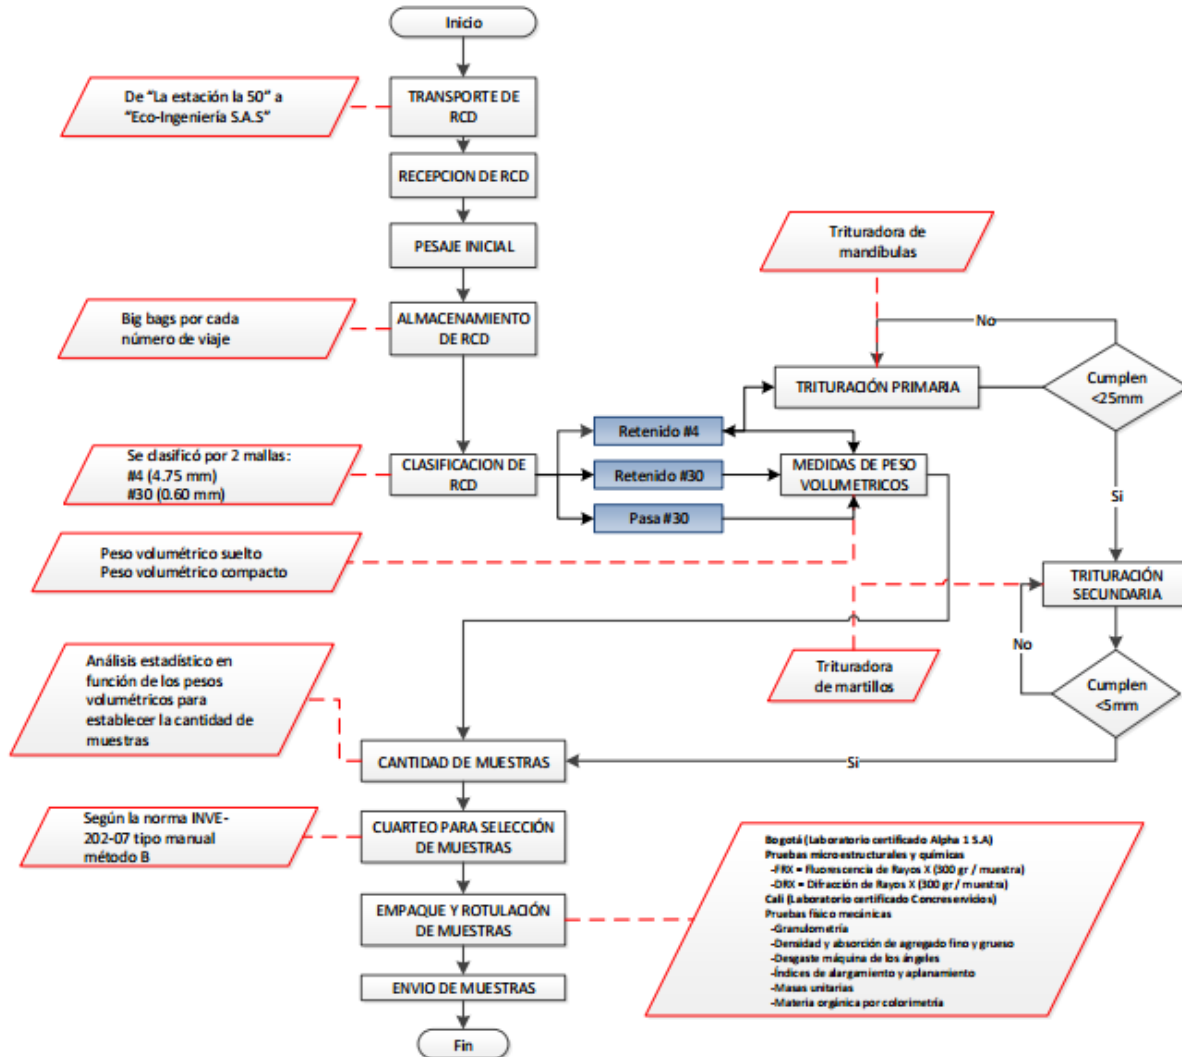 Inicio
De “La estación la 50” a
“Eco-Ingeniería S.A.S”
TRANSPORTE DE
RCD
RECEPCION DE RCD
PESAJE INICIAL
Trituradora de
mandíbulas
Big bags por cada
número de viaje
ALMACENAMIENTO
DE RCD
No
TRITURACIÓN PRIMARIA
Cumplen
<25mm
Retenido #4
Se clasificó por 2 mallas:
#4 (4.75 mm)
#30 (0.60 mm)
CLASIFICACION DE
RCD
Retenido #30
MEDIDAS DE PESO
VOLUMETRICOS
Pasa #30
Si
Peso volumétrico suelto
Peso volumétrico compacto
TRITURACIÓN
SECUNDARIA
No
Trituradora
de martillos
Cumplen
<5mm
Análisis estadístico en
función de los pesos
volumétricos para
establecer la cantidad de
muestras
CANTIDAD DE MUESTRAS
Si
Según la norma INVE-
202-07 tipo manual
método B
CUARTEO PARA SELECCIÓN
DE MUESTRAS
EMPAQUE Y ROTULACIÓN
DE MUESTRAS
Bogotá (Laboratorio certificado Alpha 1 S.A)
Pruebas microestructurales y químicas
-FRX = Fluorescencia de Rayos X (300 gr / muestra)
-DRX = Difracción de Rayos X (300 gr / muestra)
Cali (Laboratorio certificado Concreservicios)
Pruebas físico mecánicas
-Granulometría
-Densidad y absorción de agregado fino y grueso
-Desgaste máquina de los ángeles
-Índices de alargamiento y aplanamiento
-Masas unitarias
-Materia orgánica por colorimetría
ENVIO DE MUESTRAS
Fin